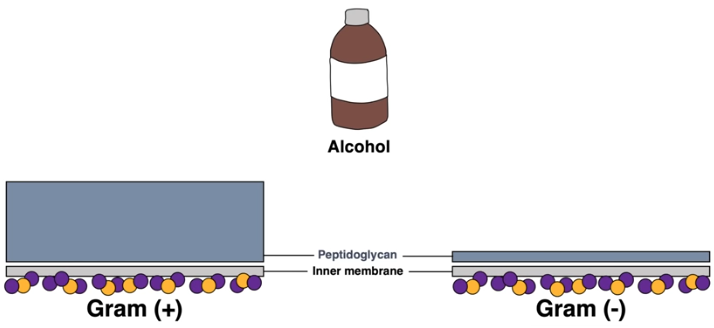 Alcohol
Peptidoglycan
Inner membrane
Gram (+)
Gram (-)